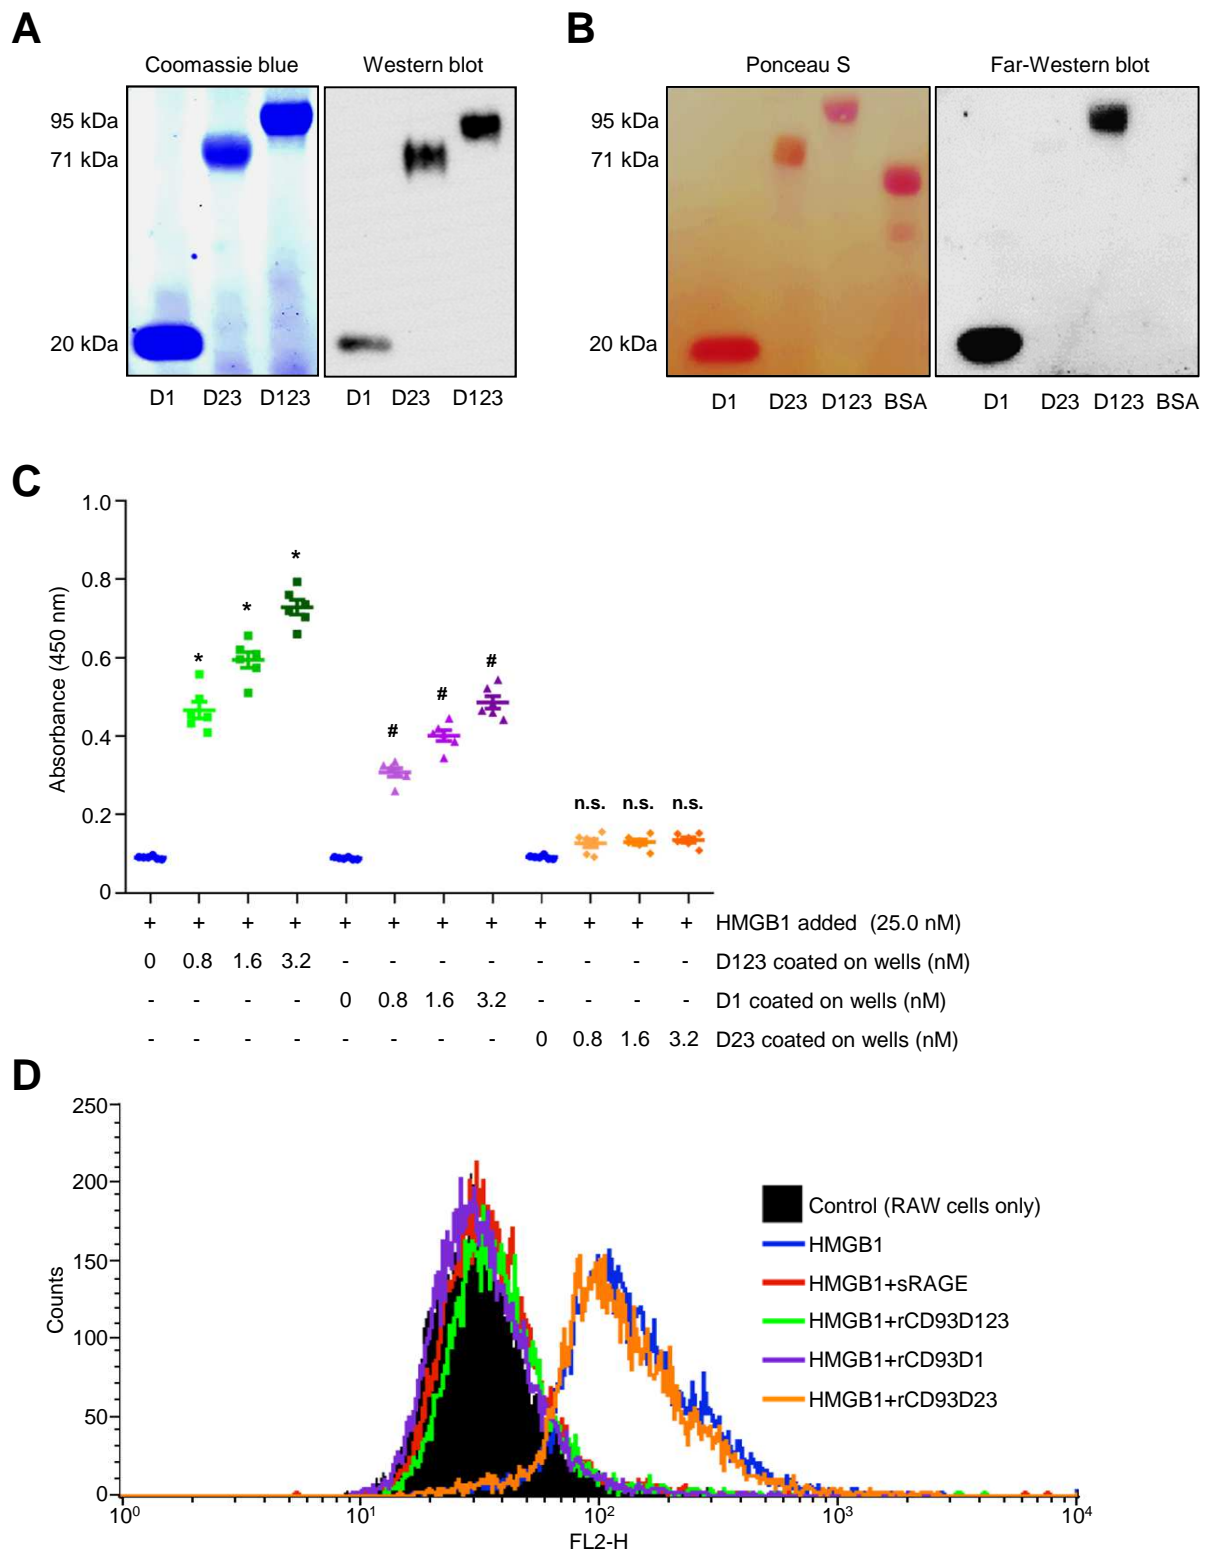 A
Coomassie blue
Western blot
95 kDa
71 kDa
20 kDa
D1 D23 D123
D1 D23 D123
B
Ponceau S
Far-Western blot
95 kDa
71 kDa
20 kDa
D1 D23 D123 BSA
D1 D23 D123 BSA
C
Absorbance (450 nm)
1.0
0.8
0.6
0.4
0.2
0
* * *
# # #
n.s. n.s. n.s.
+ + + + + + + + + + + + HMGB1 added (25.0 nM)
0 0.8 1.6 3.2 - - - - - - - - D123 coated on wells (nM)
- - - - 0 0.8 1.6 3.2 - - - - D1 coated on wells (nM)
- - - - - - - - 0 0.8 1.6 3.2 D23 coated on wells (nM)
D
Counts
250
200
150
100
50
0
10⁰ 10¹ 10² 10³ 10⁴
FL2-H
Control (RAW cells only)
HMGB1
HMGB1+sRAGE
HMGB1+rCD93D123
HMGB1+rCD93D1
HMGB1+rCD93D23